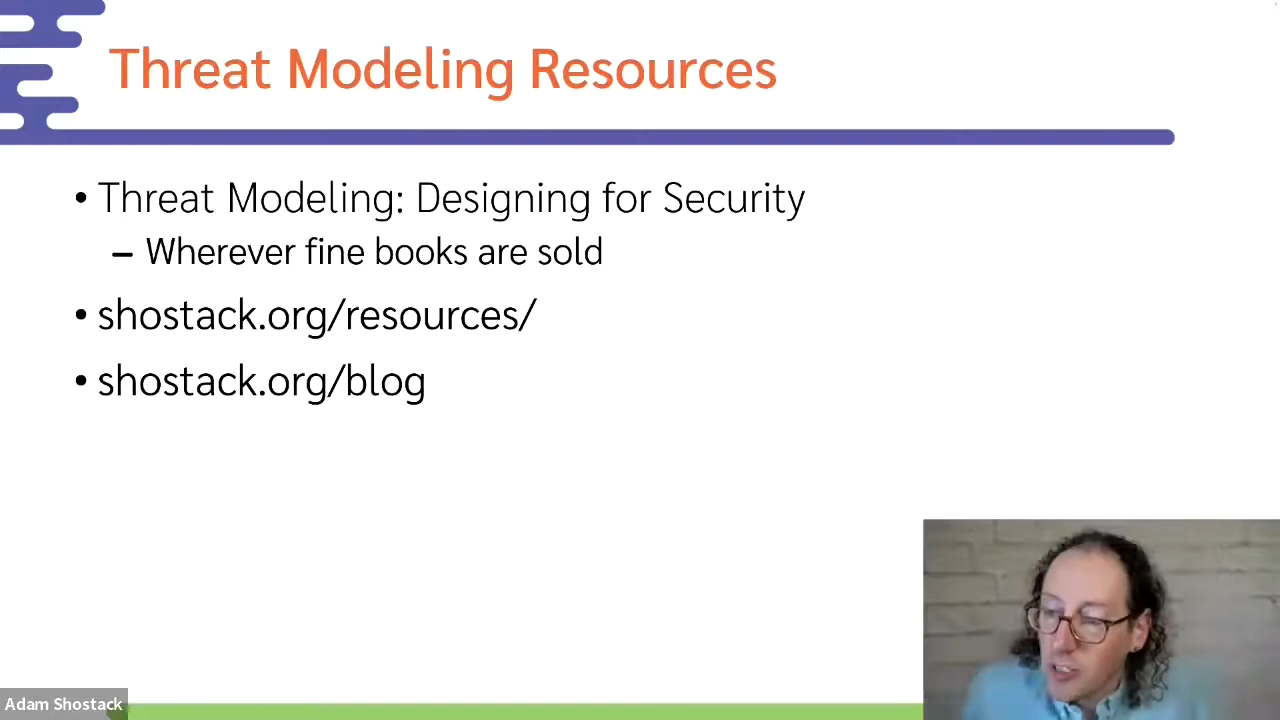 Threat Modeling Resources
• Threat Modeling: Designing for Security
– Wherever fine books are sold
• shostack.org/resources/
• shostack.org/blog
Adam Shostack